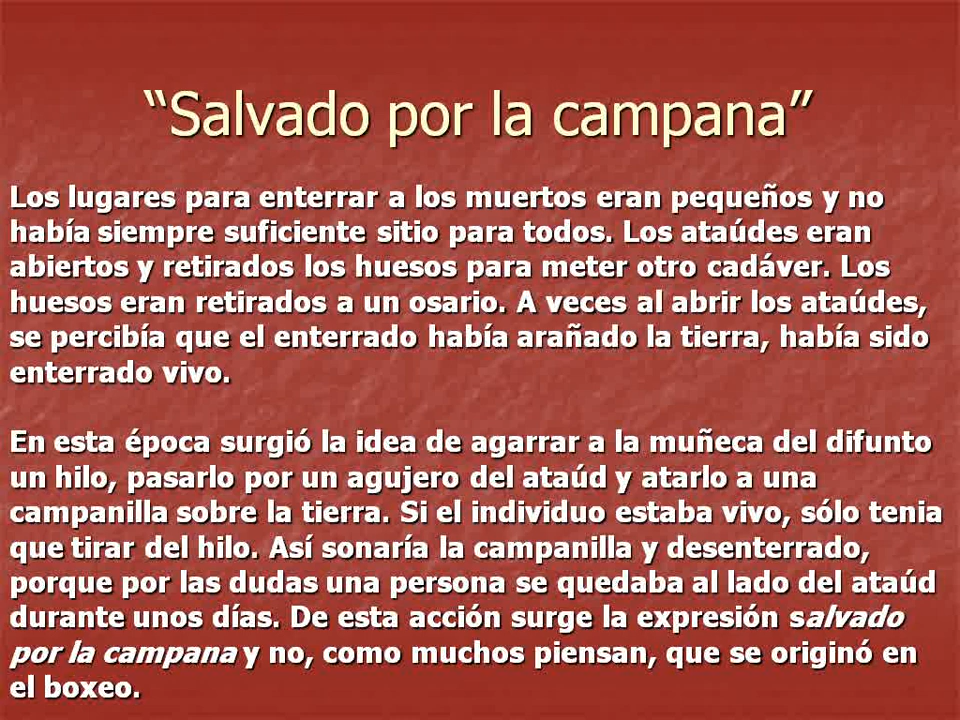 “Salvado por la campana”
Los lugares para enterrar a los muertos eran pequeños y no
había siempre suficiente sitio para todos. Los ataúdes eran
abiertos y retirados los huesos para meter otro cadáver. Los
huesos eran retirados a un osario. A veces al abrir los ataúdes,
se percibía que el enterrado había arañado la tierra, había sido
enterrado vivo.
En esta época surgió la idea de agarrar a la muñeca del difunto
un hilo, pasarlo por un agujero del ataúd y atarlo a una
campanilla sobre la tierra. Si el individuo estaba vivo, sólo tenia
que tirar del hilo. Así sonaría la campanilla y desenterrado,
porque por las dudas una persona se quedaba al lado del ataúd
durante unos días. De esta acción surge la expresión salvado
por la campana y no, como muchos piensan, que se originó en
el boxeo.